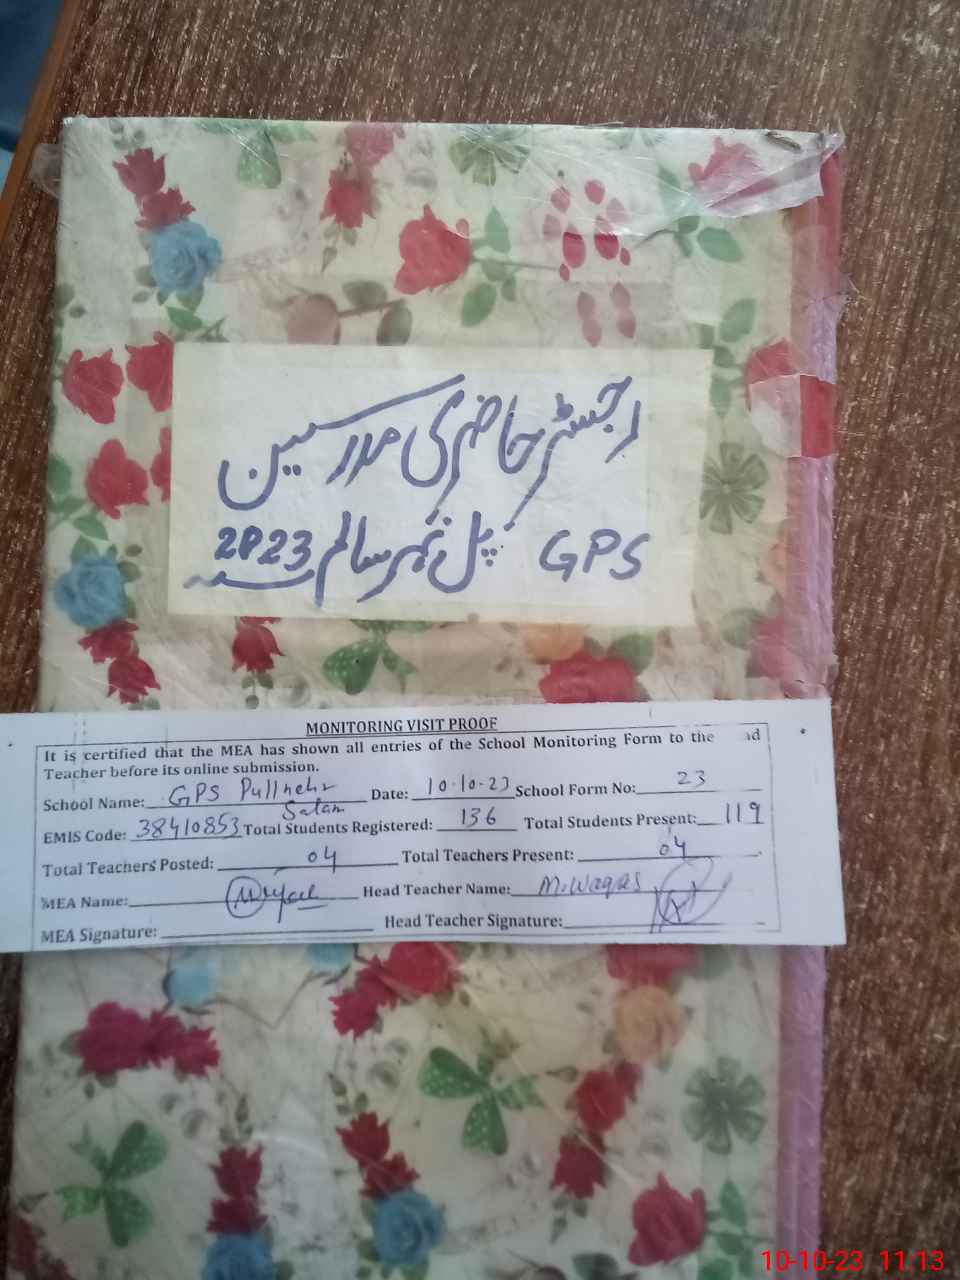 رجسٹر حاضری مدرسین
GPS پل نہر سالم 2023
MONITORING VISIT PROOF
It is certified that the MEA has shown all entries of the School Monitoring Form to the ad
Teacher before its online submission.
School Name: GPS Pullnehr Salam Date: 10-10-23 School Form No: 23
EMIS Code: 38410853 Total Students Registered: 136 Total Students Present: 119
Total Teachers Posted: 04 Total Teachers Present: 04
MEA Name: Head Teacher Name: M.Waqas
MEA Signature: Head Teacher Signature:
10-10-23 11 13